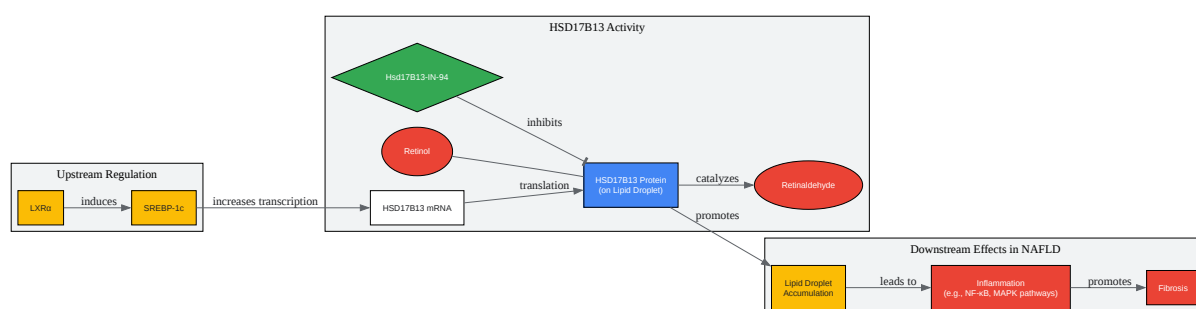 HSD17B13 Activity
Hsd17B13-IN-94
inhibits
Retinol
Upstream Regulation
LXRα
induces
SREBP-1c
increases transcription
HSD17B13 mRNA
translation
HSD17B13 Protein
(on Lipid Droplet)
catalyzes
Retinaldehyde
promotes
Downstream Effects in NAFLD
Lipid Droplet
Accumulation
leads to
Inflammation
(e.g., NF-κB, MAPK pathways)
promotes
Fibrosis